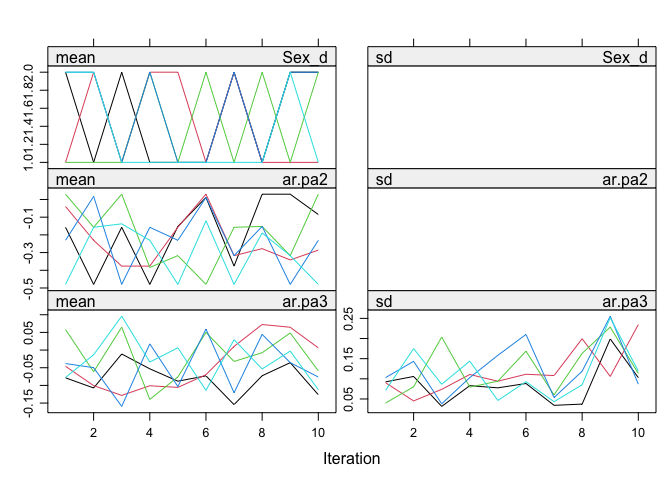 mean Sex_d
sd Sex_d
1.0 1.2 1.4 1.6 1.8 2.0
mean ar.pa2
sd ar.pa2
-0.5 -0.3 -0.1
mean ar.pa3
sd ar.pa3
-0.15 -0.05 0.05
0.05 0.15 0.25
2 4 6 8 10
2 4 6 8 10
Iteration